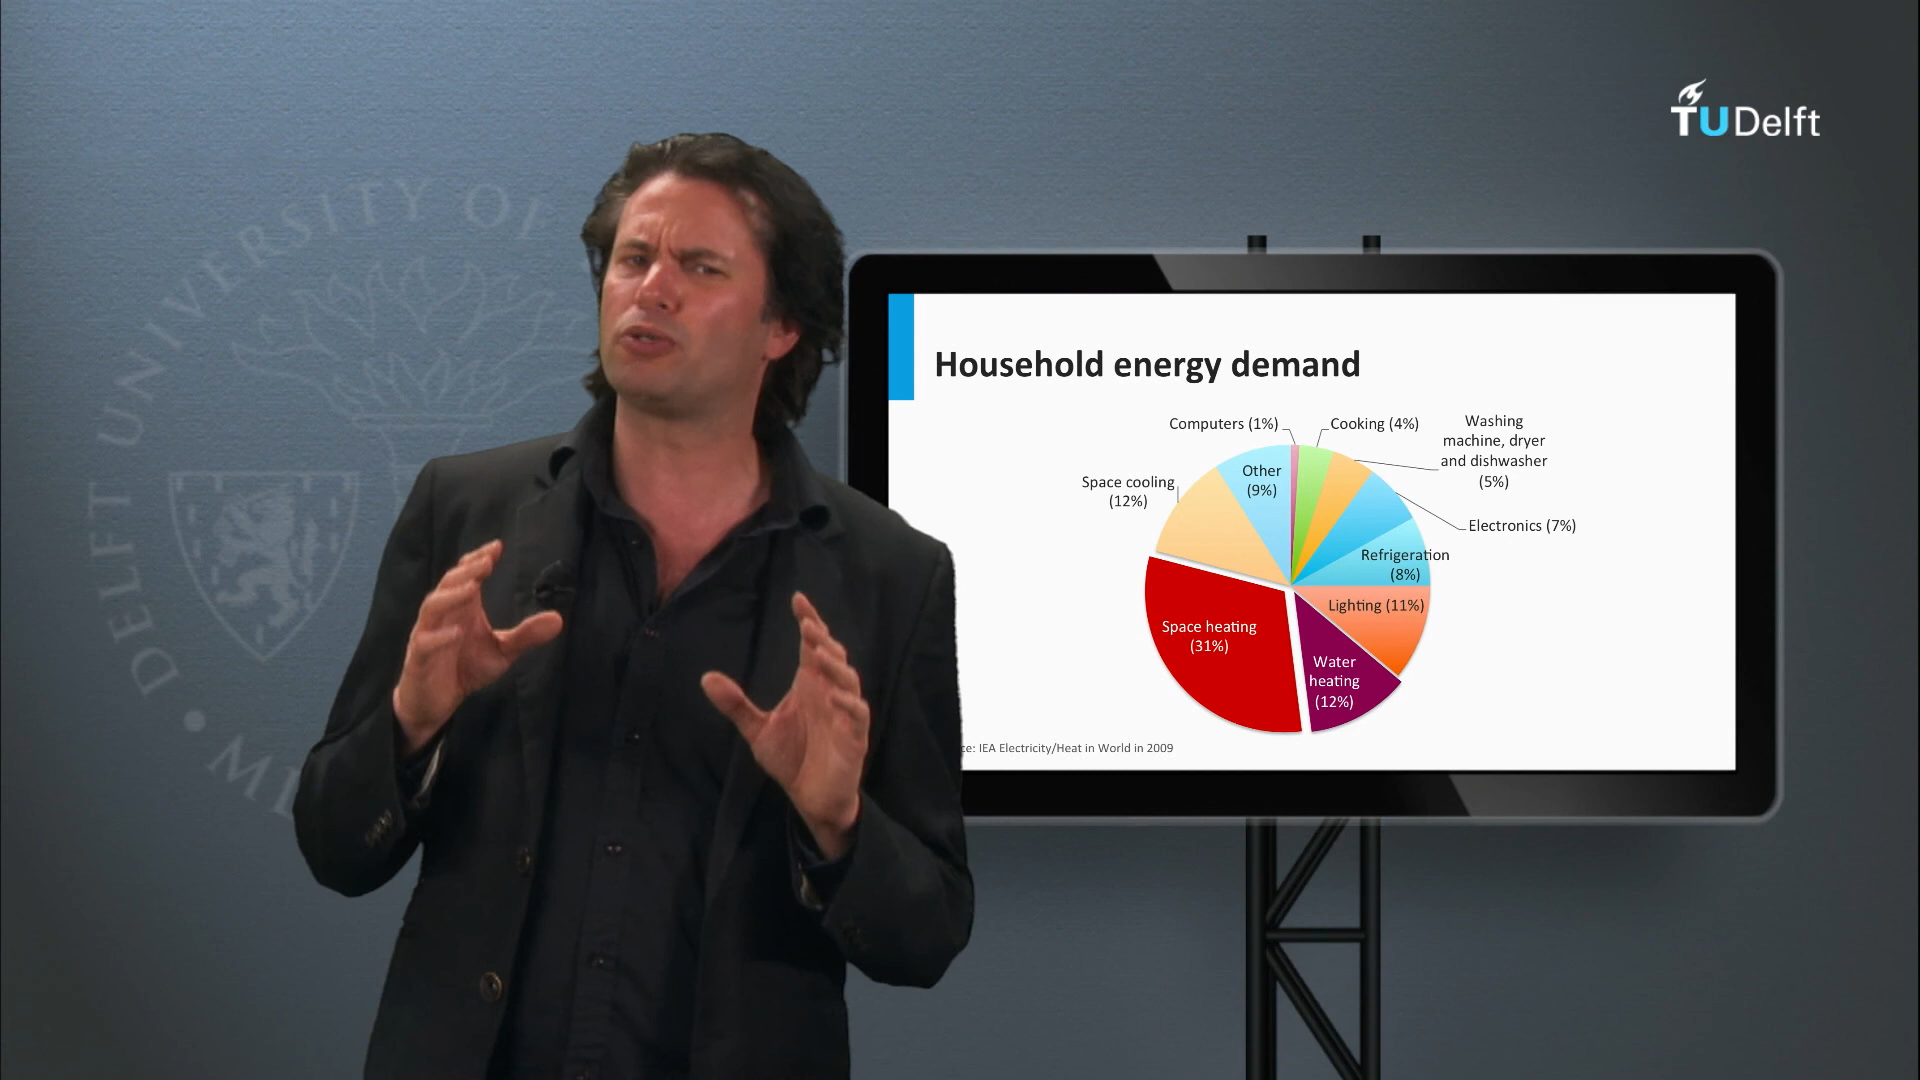 TU Delft
DELFT UNIVERSITY OF
Household energy demand
Computers (1%)
Cooking (4%)
Washing
machine, dryer
and dishwasher
(5%)
Space cooling
(12%)
Other
(9%)
Electronics (7%)
Refrigeration
(8%)
Lighting (11%)
Space heating
(31%)
Water
heating
(12%)
IEA Electricity/Heat in World in 2009